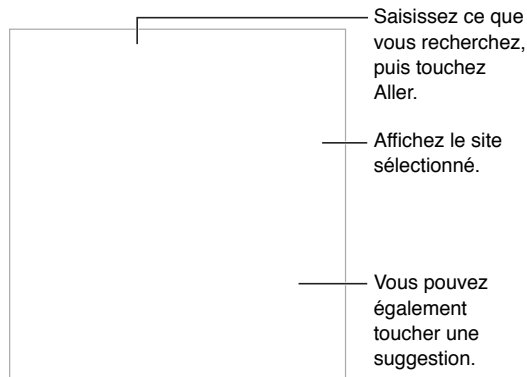 Saisissez ce que
vous recherchez,
puis touchez
Aller.
Affichez le site
sélectionné.
Vous pouvez
également
toucher une
suggestion.